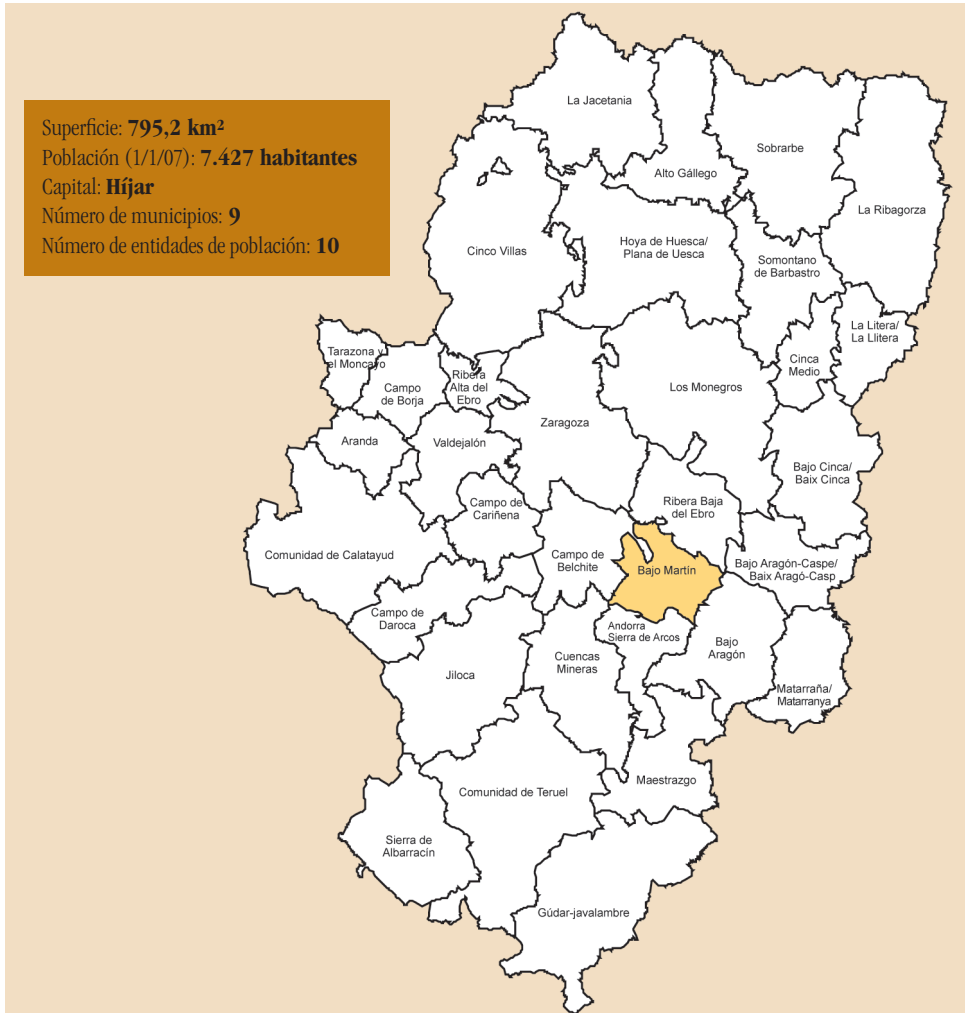 Superficie: 795,2 km²
Población (1/1/07): 7.427 habitantes
Capital: Híjar
Número de municipios: 9
Número de entidades de población: 10
La Jacetania
Alto Gállego
Sobrarbe
La Ribagorza
Cinco Villas
Hoya de Huesca/
Plana de Uesca
Somontano
de Barbastro
La Litera/
La Llitera
Cinca
Medio
Tarazona y
el Moncayo
Campo
de Borja
Ribera
Alta del
Ebro
Los Monegros
Zaragoza
Aranda
Valdejalón
Bajo Cinca/
Baix Cinca
Campo de
Cariñena
Ribera Baja
del Ebro
Comunidad de Calatayud
Campo de
Belchite
Bajo Martín
Bajo Aragón-Caspe/
Baix Aragó-Casp
Campo de
Daroca
Andorra
Sierra de Arcos
Bajo
Aragón
Cuencas
Mineras
Jiloca
Matarraña/
Matarranya
Maestrazgo
Comunidad de Teruel
Sierra de
Albarracín
Gúdar-javalambre